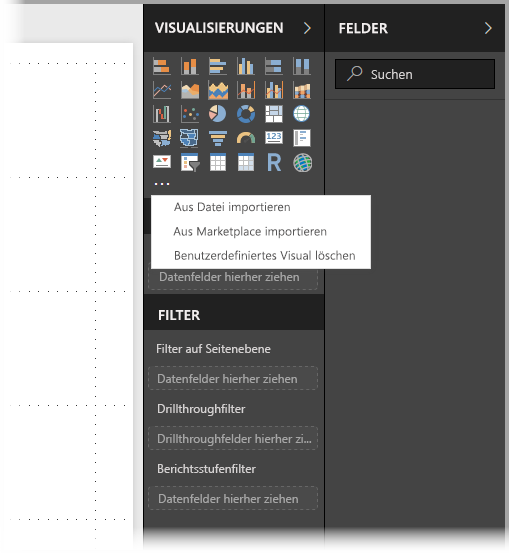 VISUALISIERUNGEN
FELDER
Suchen
123
R
Aus Datei importieren
Aus Marketplace importieren
Benutzerdefiniertes Visual löschen
Datenfelder hierher ziehen
FILTER
Filter auf Seitenebene
Datenfelder hierher ziehen
Drillthroughfilter
Drillthroughfelder hierher zi...
Berichtsstufenfilter
Datenfelder hierher ziehen